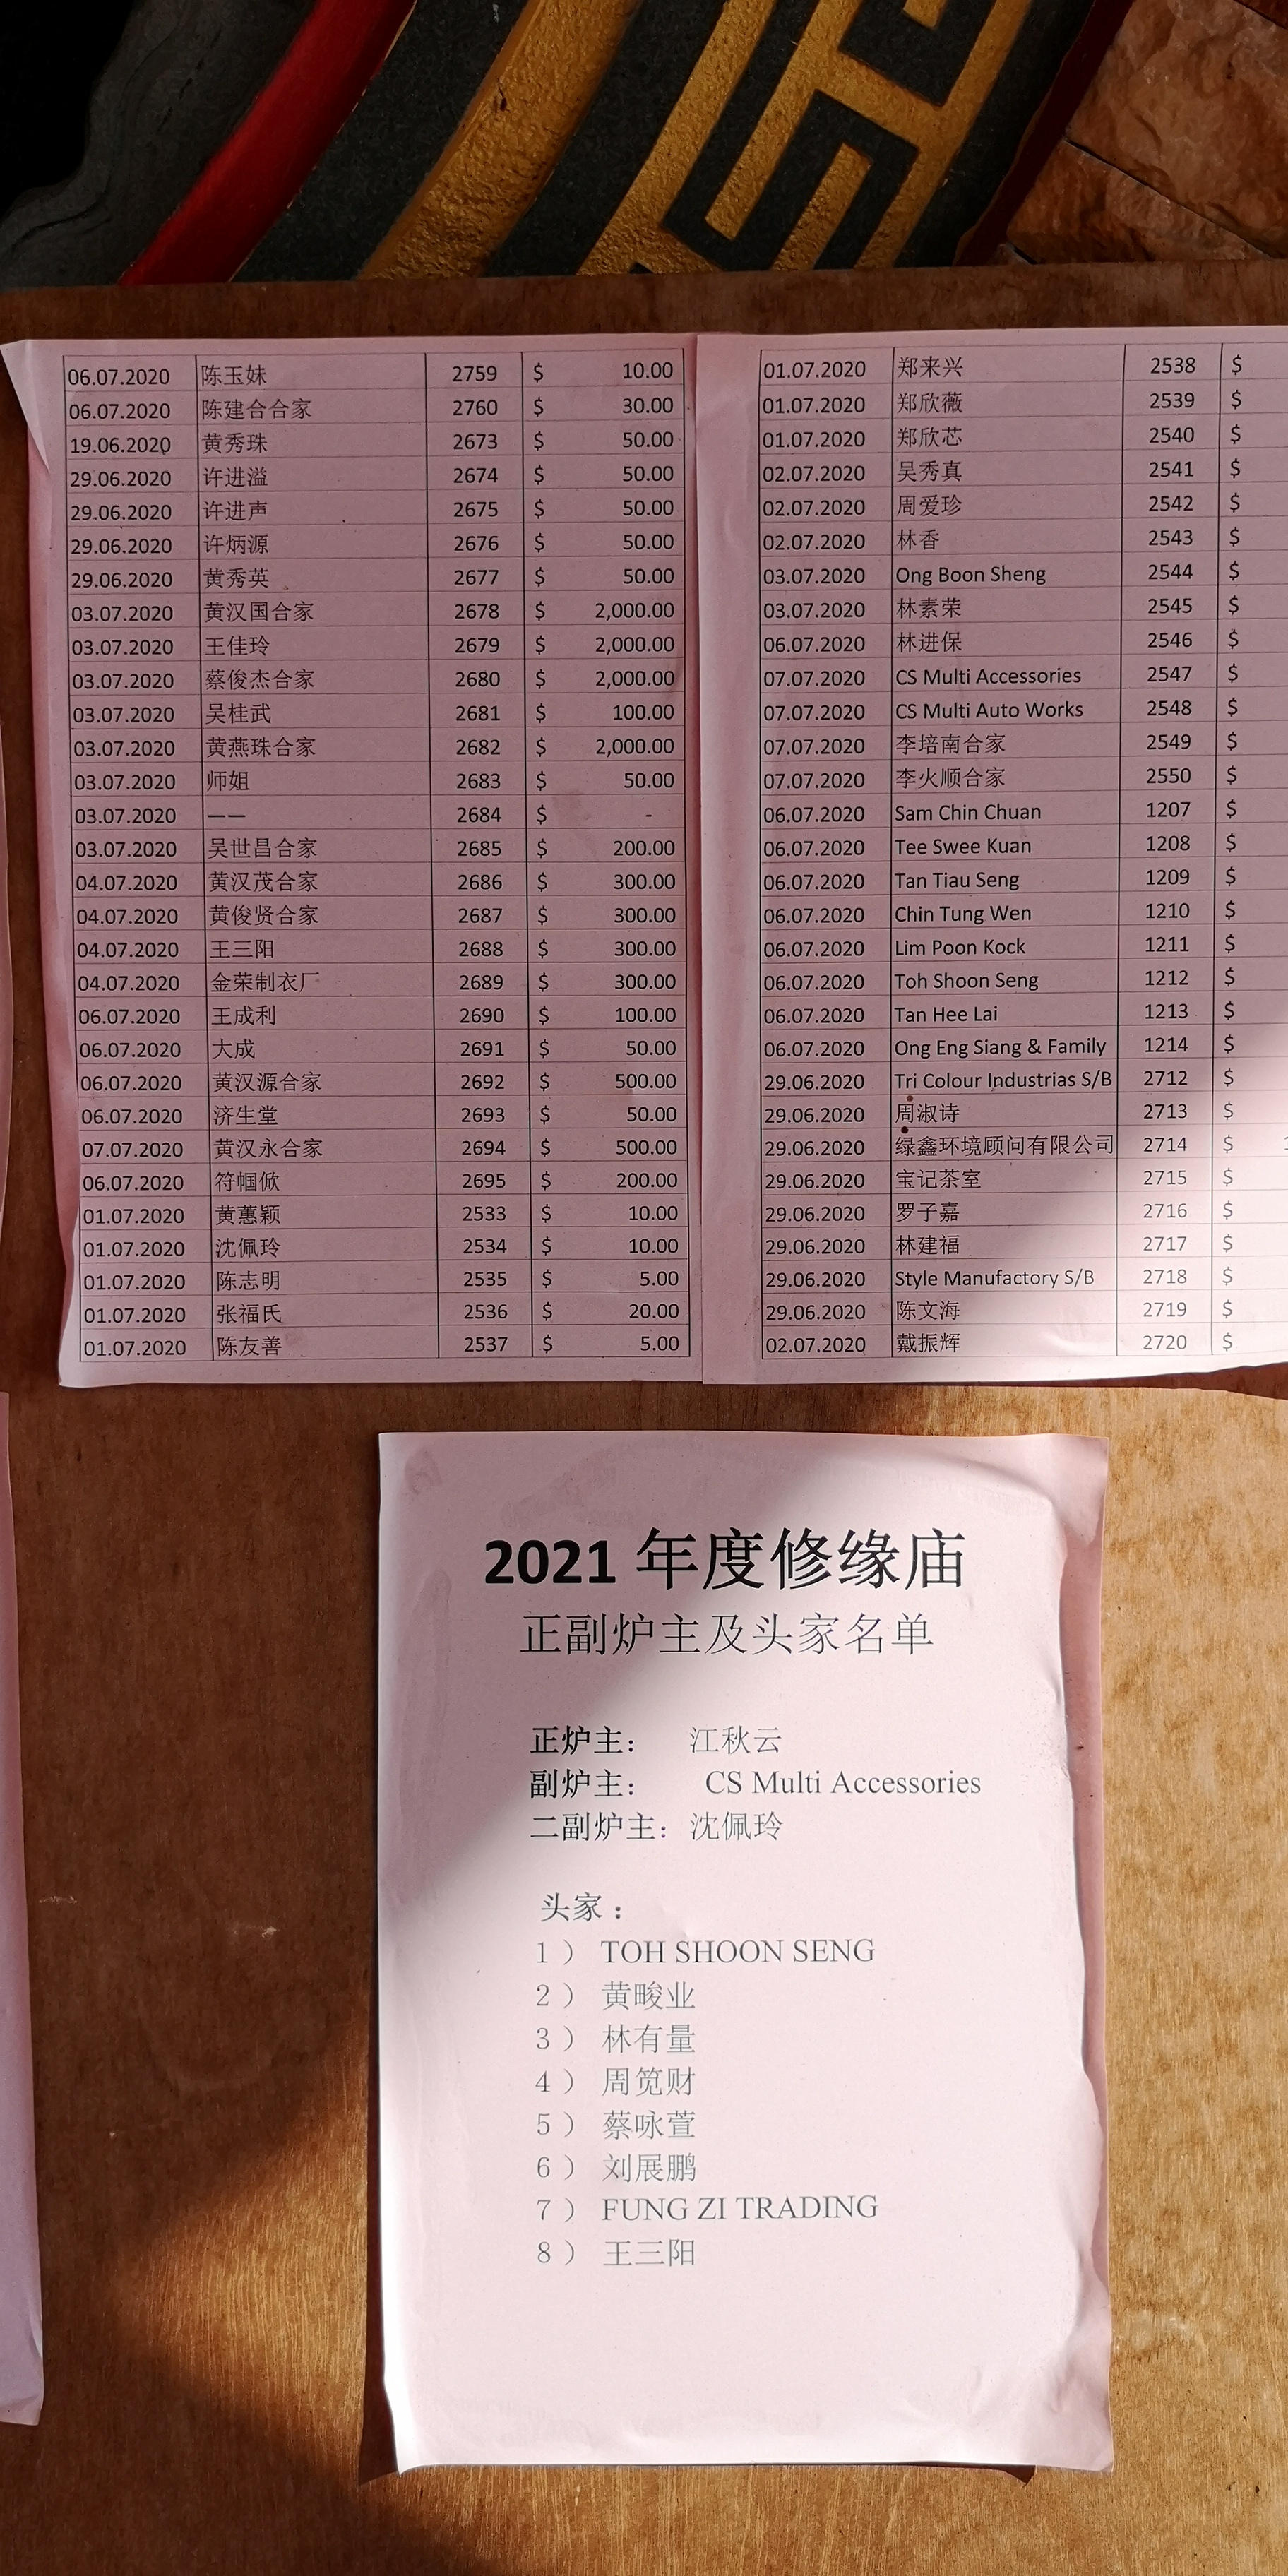 06.07.2020 陈玉妹 2759 $ 10.00
06.07.2020 陈建合合家 2760 $ 30.00
19.06.2020 黄秀珠 2673 $ 50.00
29.06.2020 许进溢 2674 $ 50.00
29.06.2020 许进声 2675 $ 50.00
29.06.2020 许炳源 2676 $ 50.00
29.06.2020 黄秀英 2677 $ 50.00
03.07.2020 黄汉国合家 2678 $ 2,000.00
03.07.2020 王佳玲 2679 $ 2,000.00
03.07.2020 蔡俊杰合家 2680 $ 2,000.00
03.07.2020 吴桂武 2681 $ 100.00
03.07.2020 黄燕珠合家 2682 $ 2,000.00
03.07.2020 师姐 2683 $ 50.00
03.07.2020 —— 2684 $ -
03.07.2020 吴世昌合家 2685 $ 200.00
04.07.2020 黄汉茂合家 2686 $ 300.00
04.07.2020 黄俊贤合家 2687 $ 300.00
04.07.2020 王三阳 2688 $ 300.00
04.07.2020 金荣制衣厂 2689 $ 300.00
06.07.2020 王成利 2690 $ 100.00
06.07.2020 大成 2691 $ 50.00
06.07.2020 黄汉源合家 2692 $ 500.00
06.07.2020 济生堂 2693 $ 50.00
07.07.2020 黄汉永合家 2694 $ 500.00
06.07.2020 符帼俽 2695 $ 200.00
01.07.2020 黄蕙颖 2533 $ 10.00
01.07.2020 沈佩玲 2534 $ 10.00
01.07.2020 陈志明 2535 $ 5.00
01.07.2020 张福氏 2536 $ 20.00
01.07.2020 陈友善 2537 $ 5.00
01.07.2020 郑来兴 2538 $
01.07.2020 郑欣薇 2539 $
01.07.2020 郑欣芯 2540 $
02.07.2020 吴秀真 2541 $
02.07.2020 周爱珍 2542 $
02.07.2020 林香 2543 $
03.07.2020 Ong Boon Sheng 2544 $
03.07.2020 林素荣 2545 $
06.07.2020 林进保 2546 $
07.07.2020 CS Multi Accessories 2547 $
07.07.2020 CS Multi Auto Works 2548 $
07.07.2020 李培南合家 2549 $
07.07.2020 李火顺合家 2550 $
06.07.2020 Sam Chin Chuan 1207 $
06.07.2020 Tee Swee Kuan 1208 $
06.07.2020 Tan Tiau Seng 1209 $
06.07.2020 Chin Tung Wen 1210 $
06.07.2020 Lim Poon Kock 1211 $
06.07.2020 Toh Shoon Seng 1212 $
06.07.2020 Tan Hee Lai 1213 $
06.07.2020 Ong Eng Siang & Family 1214 $
29.06.2020 Tri Colour Industrias S/B 2712 $
29.06.2020 周淑诗 2713 $
29.06.2020 绿鑫环境顾问有限公司 2714 $
29.06.2020 宝记茶室 2715 $
29.06.2020 罗子嘉 2716 $
29.06.2020 林建福 2717 $
29.06.2020 Style Manufactory S/B 2718 $
29.06.2020 陈文海 2719 $
02.07.2020 戴振辉 2720 $
2021 年度修缘庙
正副炉主及头家名单
正炉主： 江秋云
副炉主： CS Multi Accessories
二副炉主：沈佩玲
头家：
1） TOH SHOON SENG
2） 黄畯业
3） 林有量
4） 周筧财
5） 蔡咏萱
6） 刘展鹏
7） FUNG ZI TRADING
8） 王三阳